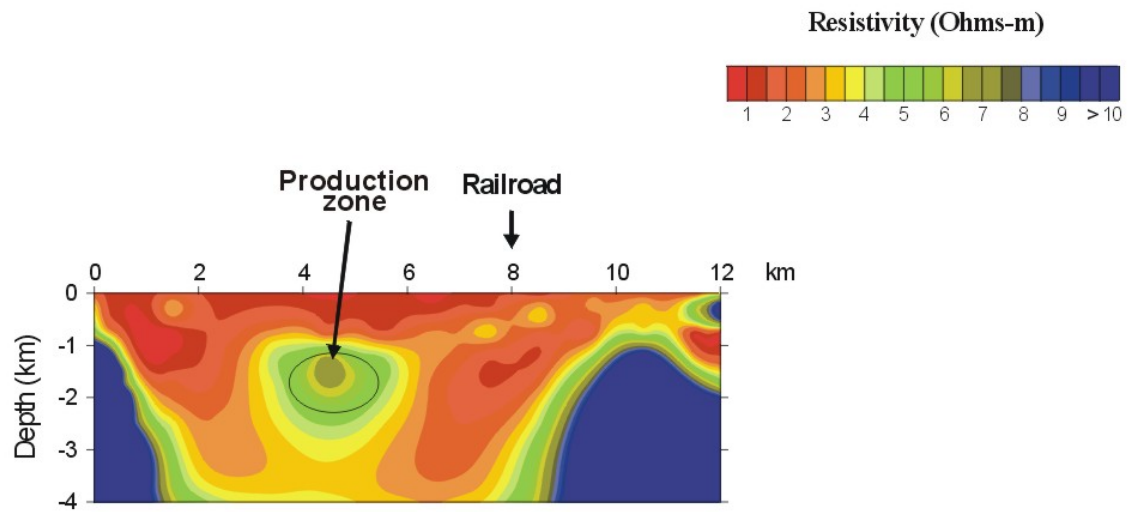 Resistivity (Ohms-m)
1 2 3 4 5 6 7 8 9 > 10
Production
zone
Railroad
0 2 4 6 8 10 12 km
0
-1
-2
-3
-4
Depth (km)